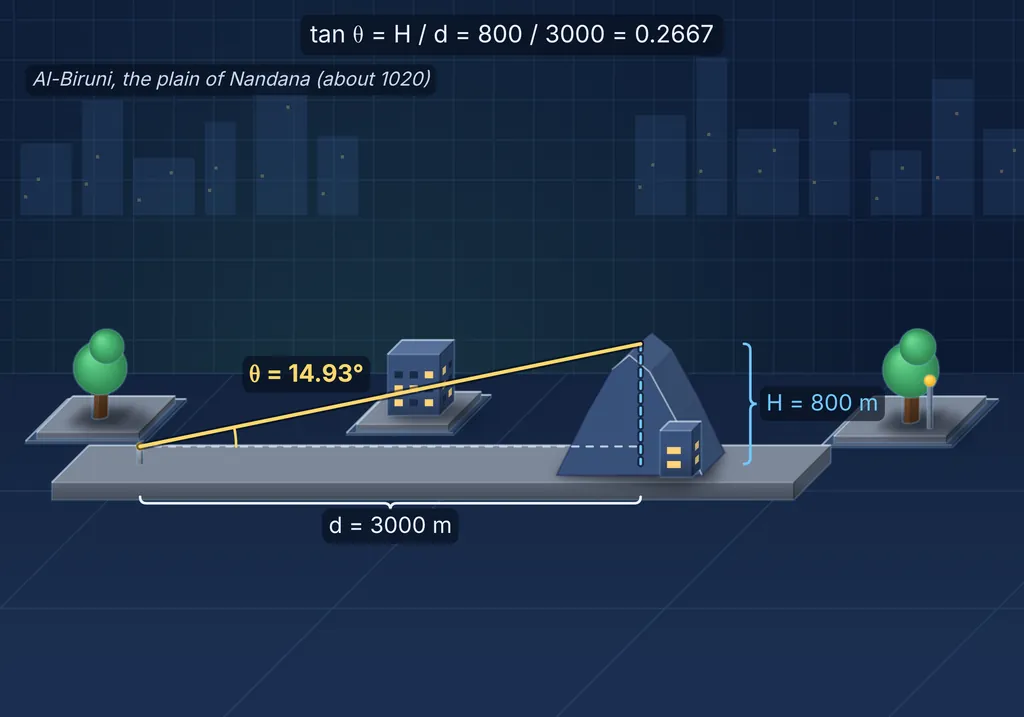 tan θ = H / d = 800 / 3000 = 0.2667
Al-Biruni, the plain of Nandana (about 1020)
θ = 14.93°
H = 800 m
d = 3000 m